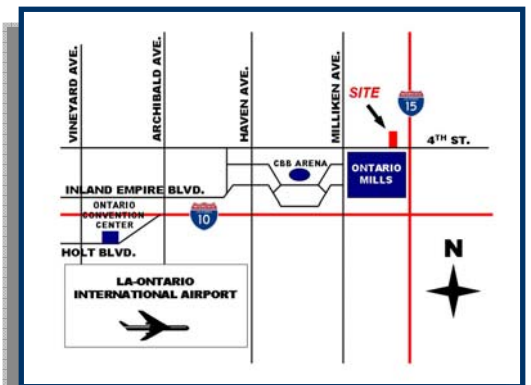 VINEYARD AVE.
ARCHIBALD AVE.
HAVEN AVE.
MILLIKEN AVE.
SITE
15
4TH ST.
CBB ARENA
ONTARIO
MILLS
INLAND EMPIRE BLVD.
ONTARIO
CONVENTION
CENTER
10
HOLT BLVD.
N
LA-ONTARIO
INTERNATIONAL AIRPORT